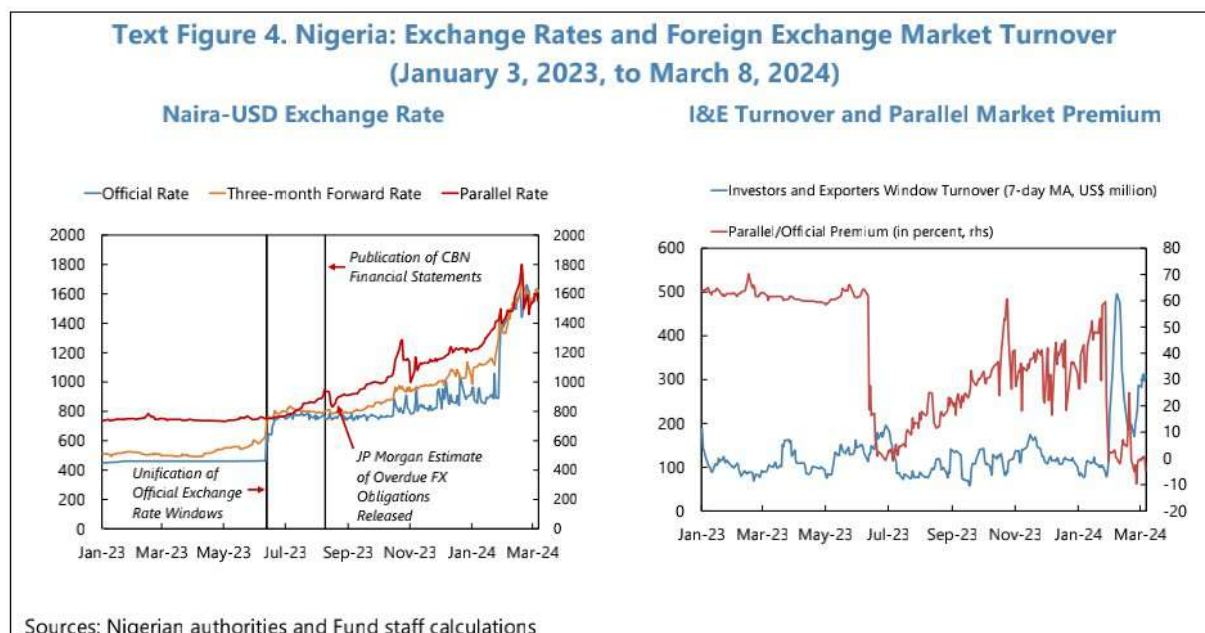 Text Figure 4. Nigeria: Exchange Rates and Foreign Exchange Market Turnover
(January 3, 2023, to March 8, 2024)
Naira-USD Exchange Rate
Official Rate Three-month Forward Rate Parallel Rate
2000 2000
1800 1800
1600 1600
1400 1400
1200 1200
1000 1000
800 800
600 600
400 400
200 200
0 0
Publication of CBN
Financial Statements
Unification of
Official Exchange
Rate Windows
JP Morgan Estimate
of Overdue FX
Obligations
Released
Jan-23 Mar-23 May-23 Jul-23 Sep-23 Nov-23 Jan-24 Mar-24
I&E Turnover and Parallel Market Premium
Investors and Exporters Window Turnover (7-day MA, US$ million)
Parallel/Official Premium (in percent, rhs)
600
500
400
300
200
100
0
80
70
60
50
40
30
20
10
0
-10
-20
Jan-23 Mar-23 May-23 Jul-23 Sep-23 Nov-23 Jan-24 Mar-24
Sources: Nigerian authorities and Fund staff calculations